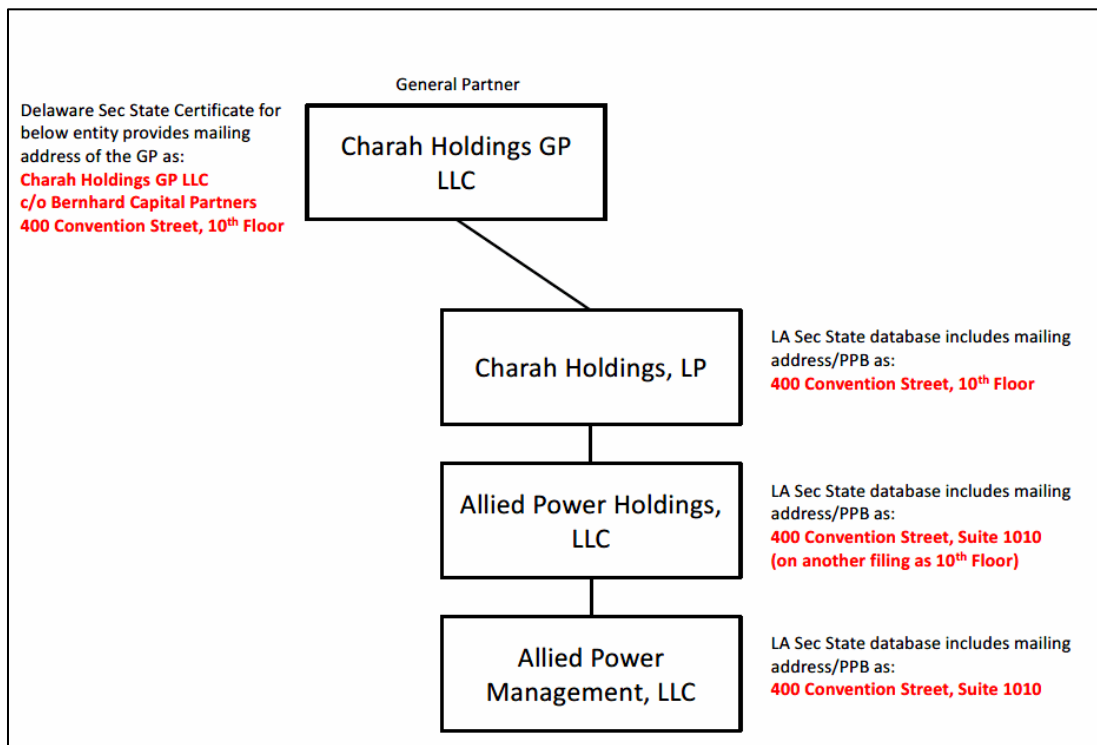 General Partner
Delaware Sec State Certificate for
below entity provides mailing
address of the GP as:
Charah Holdings GP LLC
c/o Bernhard Capital Partners
400 Convention Street, 10th Floor
Charah Holdings GP
LLC
Charah Holdings, LP
LA Sec State database includes mailing
address/PPB as:
400 Convention Street, 10th Floor
Allied Power Holdings,
LLC
LA Sec State database includes mailing
address/PPB as:
400 Convention Street, Suite 1010
(on another filing as 10th Floor)
Allied Power
Management, LLC
LA Sec State database includes mailing
address/PPB as:
400 Convention Street, Suite 1010